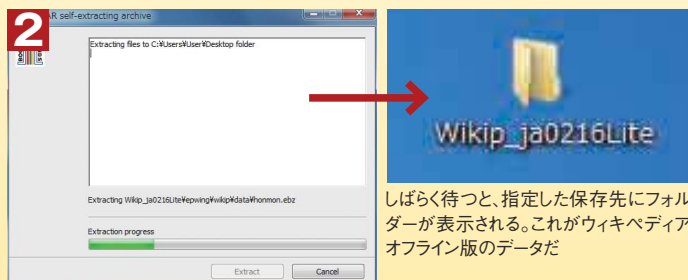 2
AR self-extracting archive
Extracting files to C:¥Users¥User¥Desktop folder
Extracting Wikip_ja0216Lite¥epwing¥wikip¥data¥honmon.ebz
Extraction progress
Extract
Cancel
Wikip_ja0216Lite
しばらく待つと、指定した保存先にフォル
ダーが表示される。これがウィキペディア
オフライン版のデータだ